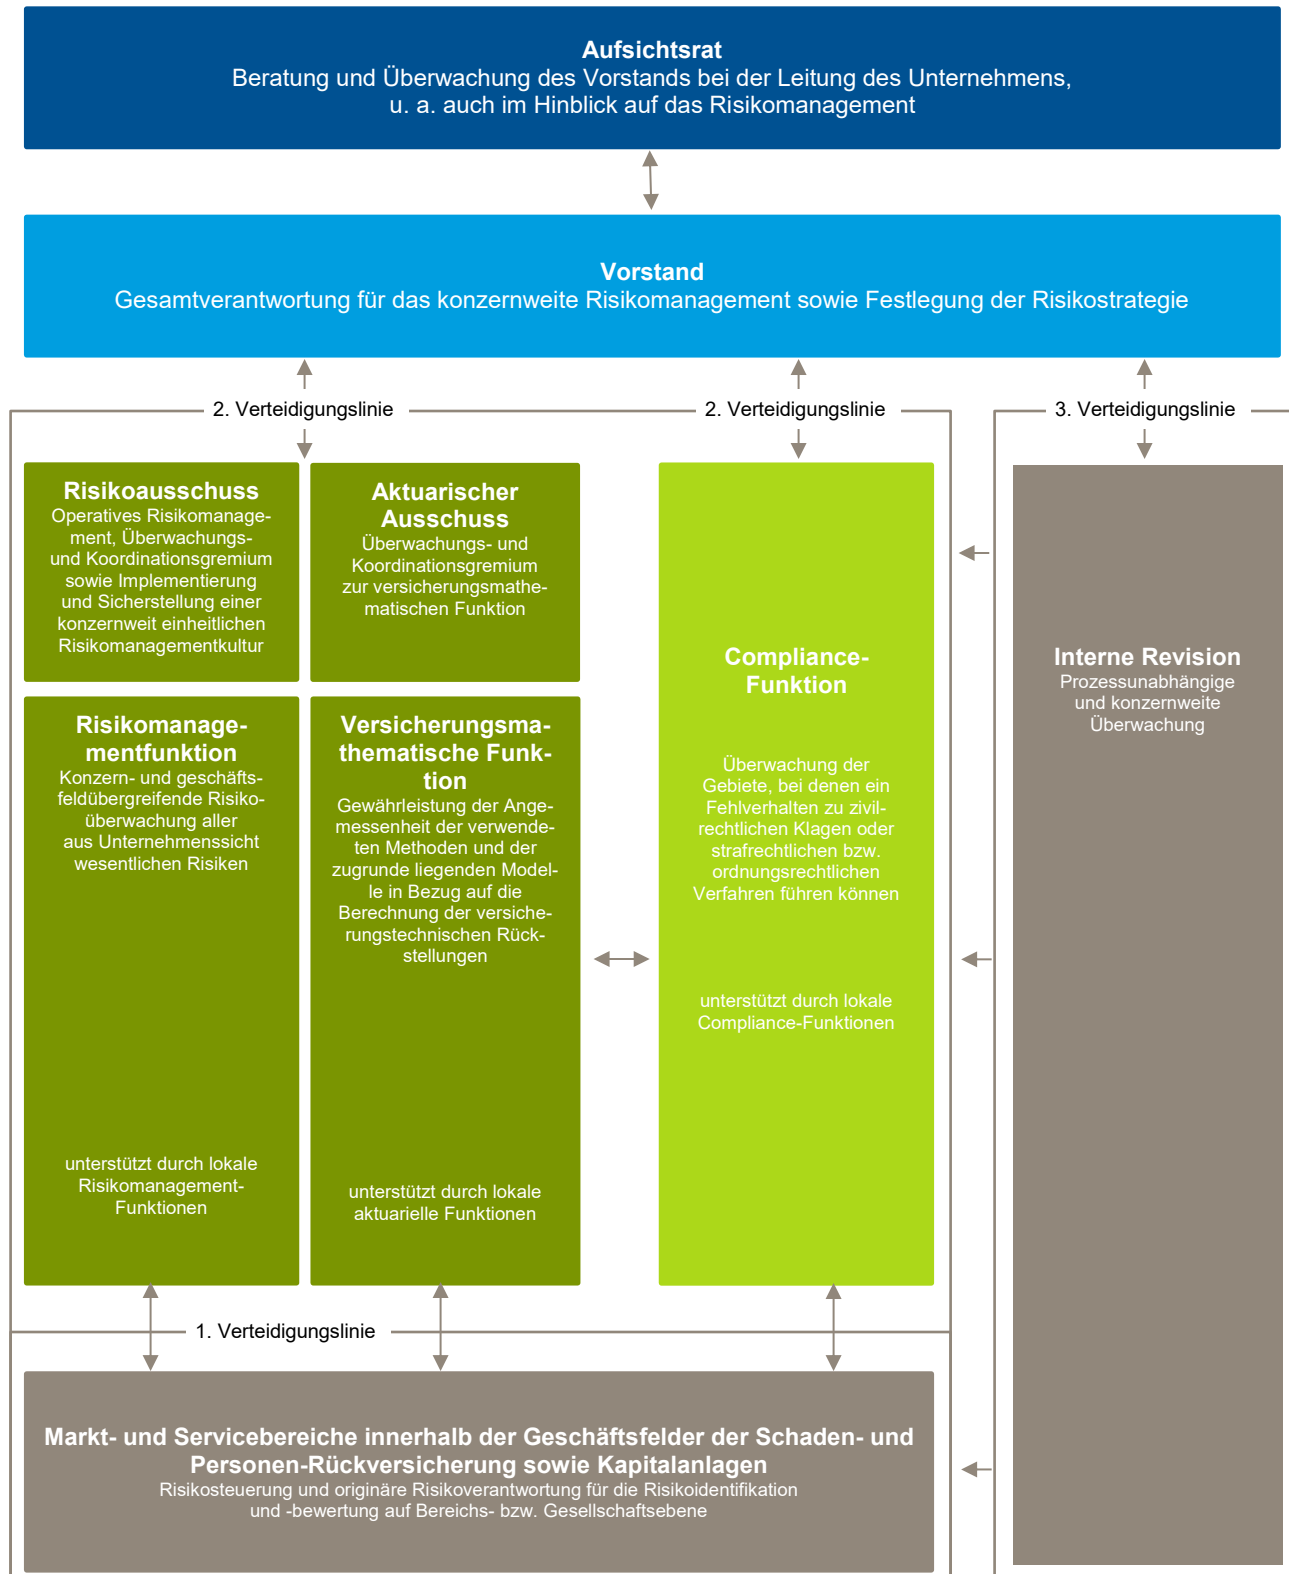 Aufsichtsrat
Beratung und Überwachung des Vorstands bei der Leitung des Unternehmens,
u. a. auch im Hinblick auf das Risikomanagement
Vorstand
Gesamtverantwortung für das konzernweite Risikomanagement sowie Festlegung der Risikostrategie
2. Verteidigungslinie
2. Verteidigungslinie
3. Verteidigungslinie
Risikoausschuss
Operatives Risikomanage-
ment, Überwachungs-
und Koordinationsgremium
sowie Implementierung
und Sicherstellung einer
konzernweit einheitlichen
Risikomanagementkultur
Aktuarischer
Ausschuss
Überwachungs- und
Koordinationsgremium
zur versicherungsmathe-
matischen Funktion
Risikomanage-
mentfunktion
Konzern- und geschäfts-
feldübergreifende Risiko-
überwachung aller
aus Unternehmenssicht
wesentlichen Risiken
unterstützt durch lokale
Risikomanagement-
Funktionen
Versicherungsma-
thematische Funk-
tion
Gewährleistung der Ange-
messenheit der verwende-
ten Methoden und der
zugrunde liegenden Model-
le in Bezug auf die
Berechnung der versiche-
rungstechnischen Rück-
stellungen
unterstützt durch lokale
aktuarielle Funktionen
Compliance-
Funktion
Überwachung der
Gebiete, bei denen ein
Fehlverhalten zu zivil-
rechtlichen Klagen oder
strafrechtlichen bzw.
ordnungsrechtlichen
Verfahren führen können
unterstützt durch lokale
Compliance-Funktionen
Interne Revision
Prozessunabhängige
und konzernweite
Überwachung
1. Verteidigungslinie
Markt- und Servicebereiche innerhalb der Geschäftsfelder der Schaden- und
Personen-Rückversicherung sowie Kapitalanlagen
Risikosteuerung und originäre Risikoverantwortung für die Risikoidentifikation
und -bewertung auf Bereichs- bzw. Gesellschaftsebene